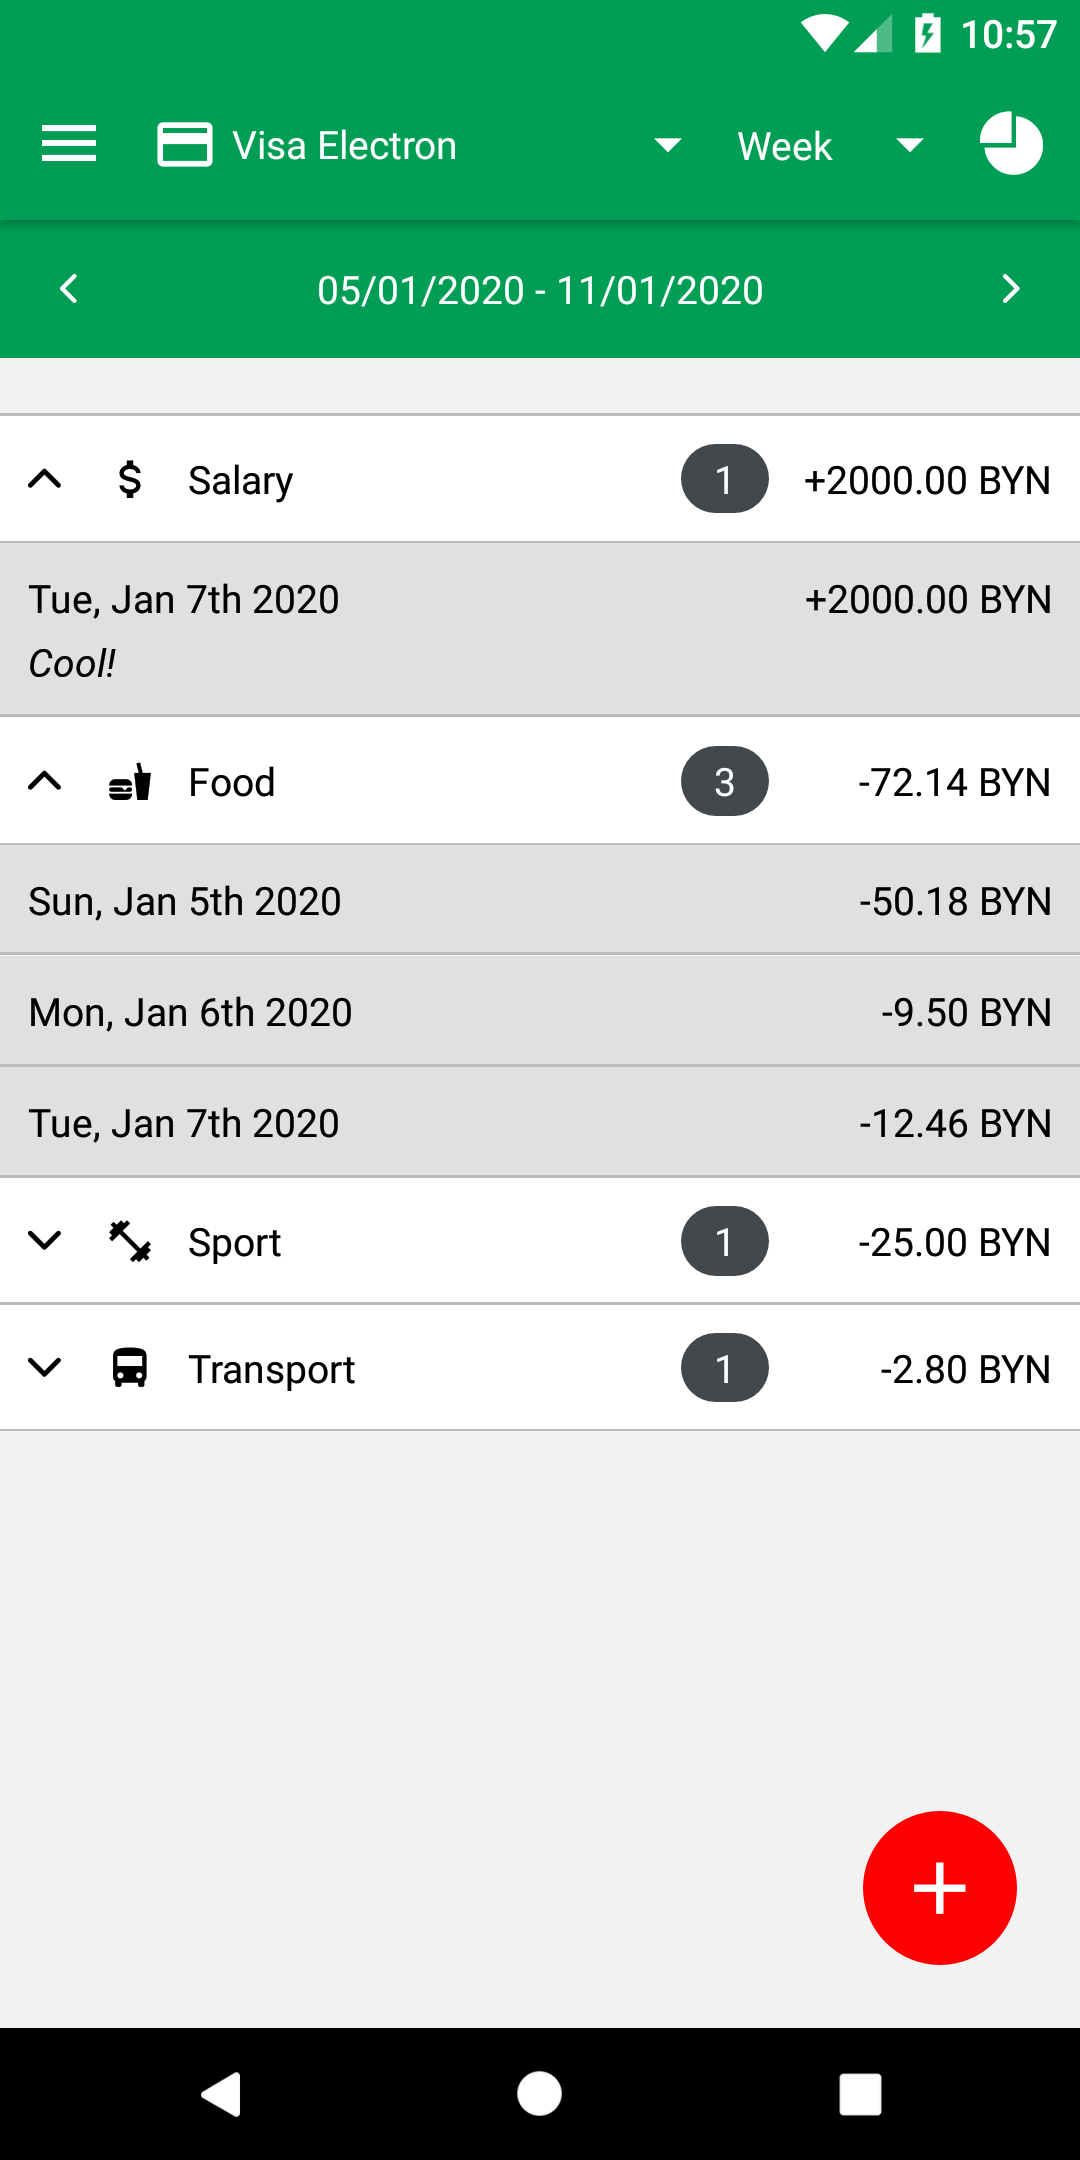 10:57
Visa Electron Week
05/01/2020 - 11/01/2020
Salary 1 +2000.00 BYN
Tue, Jan 7th 2020 +2000.00 BYN
Cool!
Food 3 -72.14 BYN
Sun, Jan 5th 2020 -50.18 BYN
Mon, Jan 6th 2020 -9.50 BYN
Tue, Jan 7th 2020 -12.46 BYN
Sport 1 -25.00 BYN
Transport 1 -2.80 BYN